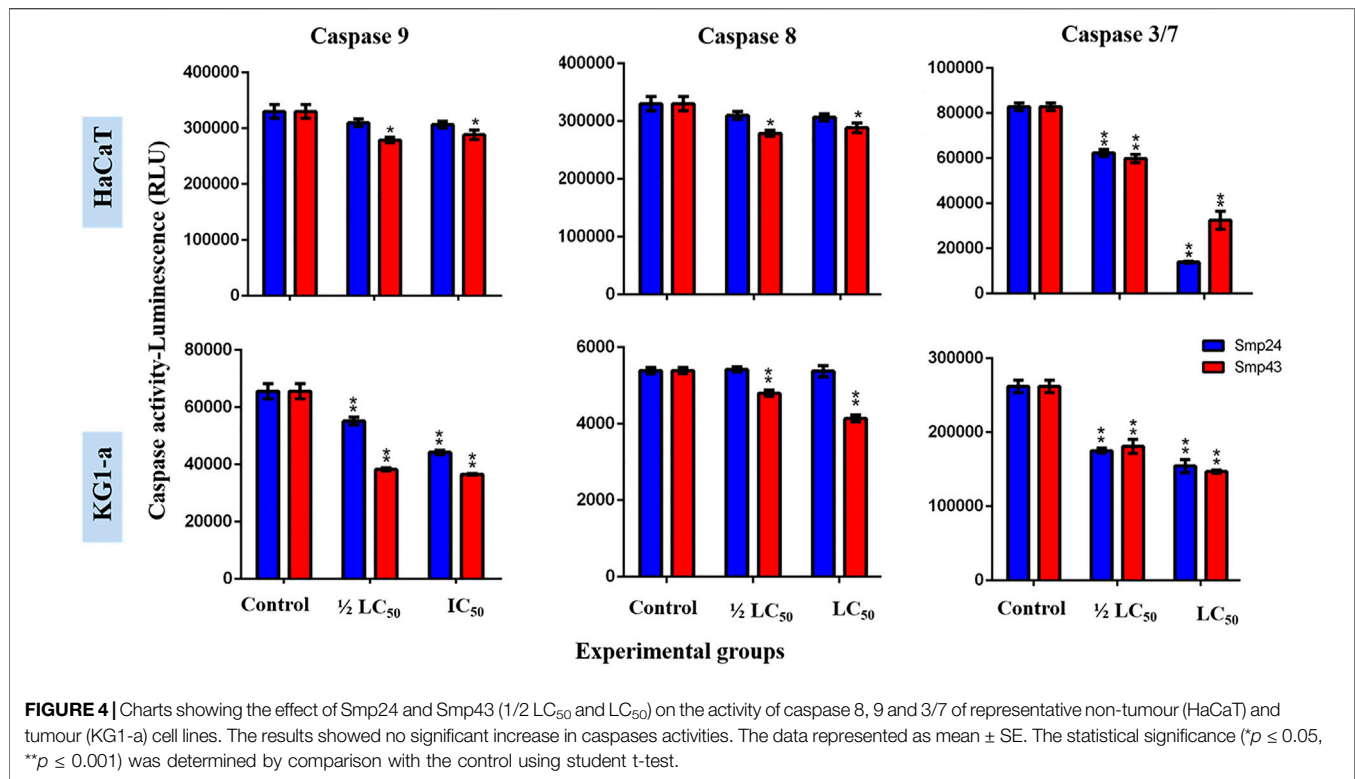 Caspase 9
Caspase 8
Caspase 3/7
HaCaT
KG1-a
Caspase activity-Luminescence (RLU)
400000
300000
200000
100000
0
*
*
400000
300000
200000
100000
0
*
*
100000
80000
60000
40000
20000
0
**
**
**
**
80000
60000
40000
20000
0
**
**
**
**
Control
½ LC50
IC50
6000
4000
2000
0
**
**
Control
½ LC50
LC50
Smp24
Smp43
300000
200000
100000
0
**
**
**
**
Control
½ LC50
LC50
Experimental groups
FIGURE 4 | Charts showing the effect of Smp24 and Smp43 (1/2 LC50 and LC50) on the activity of caspase 8, 9 and 3/7 of representative non-tumour (HaCaT) and
tumour (KG1-a) cell lines. The results showed no significant increase in caspases activities. The data represented as mean ± SE. The statistical significance (*p ≤ 0.05,
**p ≤ 0.001) was determined by comparison with the control using student t-test.